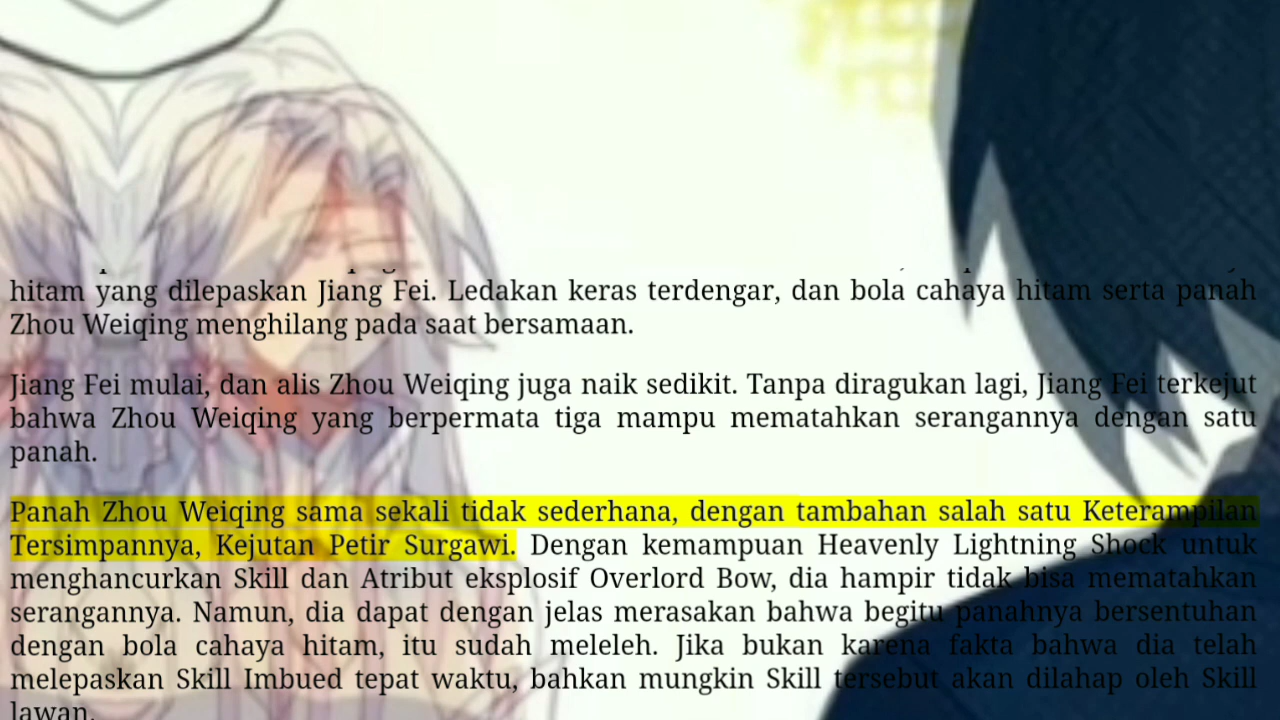 hitam yang dilepaskan Jiang Fei. Ledakan keras terdengar, dan bola cahaya hitam serta panah
Zhou Weiqing menghilang pada saat bersamaan.
Jiang Fei mulai, dan alis Zhou Weiqing juga naik sedikit. Tanpa diragukan lagi, Jiang Fei terkejut
bahwa Zhou Weiqing yang berpermata tiga mampu mematahkan serangannya dengan satu
panah.
Panah Zhou Weiqing sama sekali tidak sederhana, dengan tambahan salah satu Keterampilan
Tersimpannya, Kejutan Petir Surgawi. Dengan kemampuan Heavenly Lightning Shock untuk
menghancurkan Skill dan Atribut eksplosif Overlord Bow, dia hampir tidak bisa mematahkan
serangannya. Namun, dia dapat dengan jelas merasakan bahwa begitu panahnya bersentuhan
dengan bola cahaya hitam, itu sudah meleleh. Jika bukan karena fakta bahwa dia telah
melepaskan Skill Imbued tepat waktu, bahkan mungkin Skill tersebut akan dilahap oleh Skill
lawan.